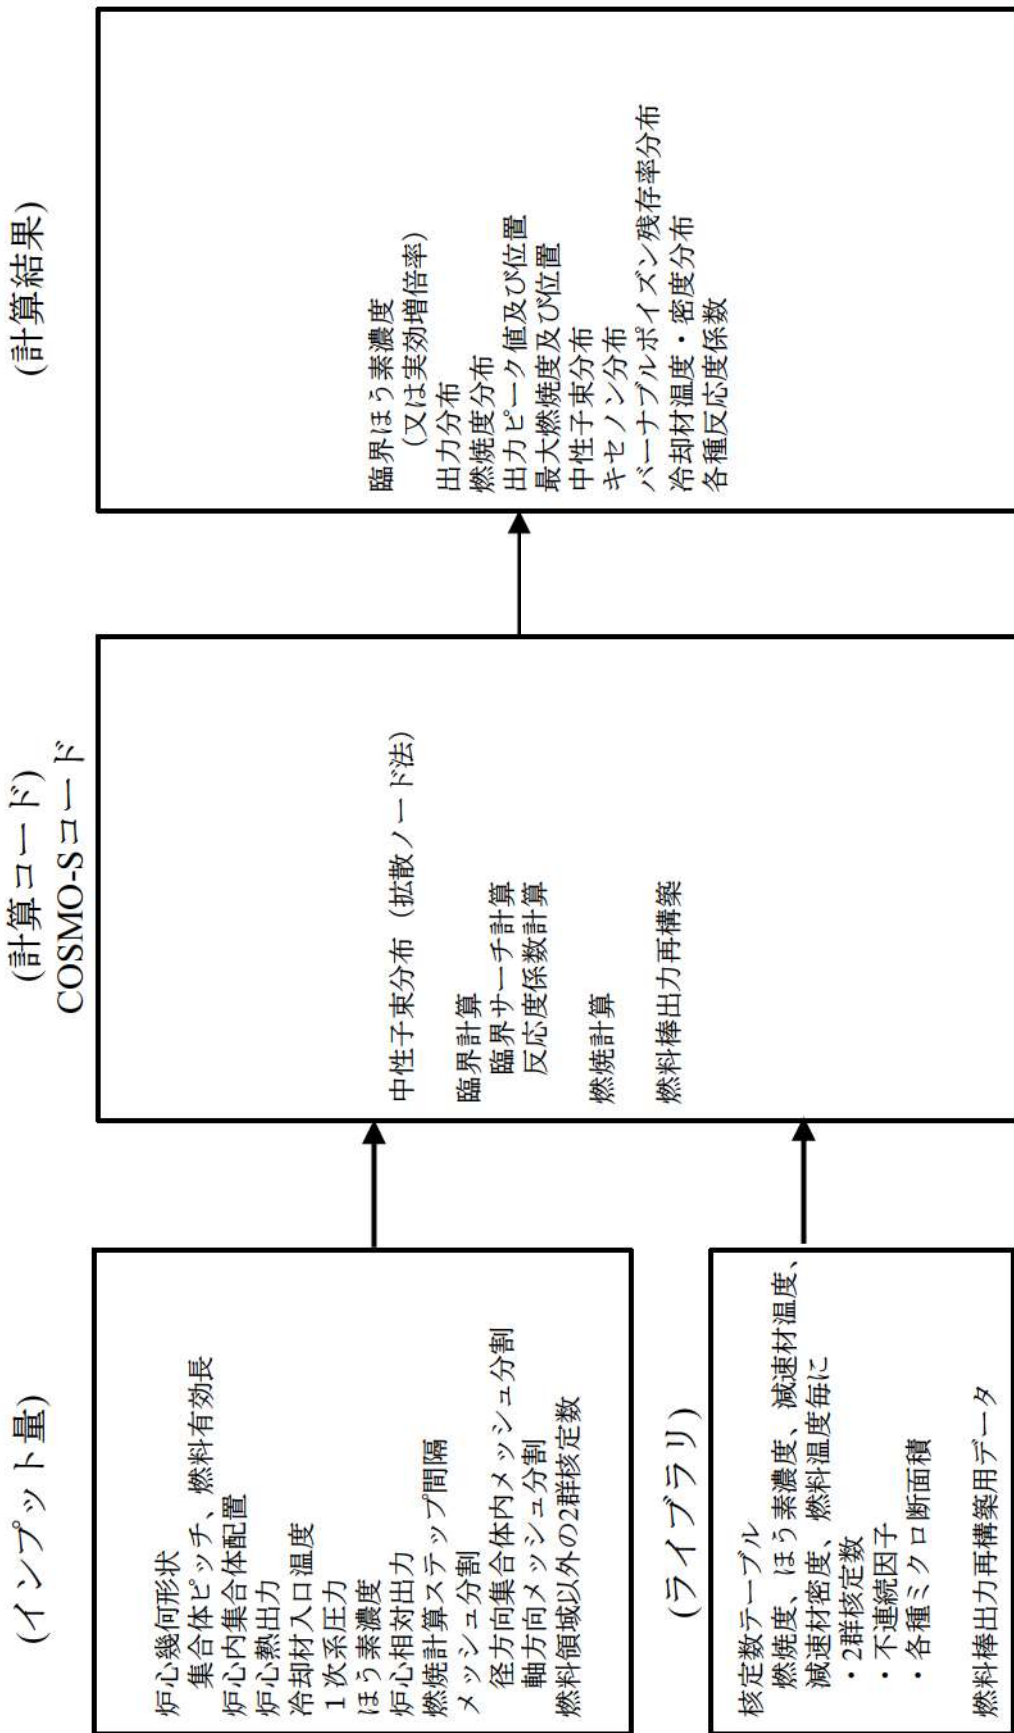 (インプット量)
炉心幾何形状
集合体ピッチ、燃料有効長
炉心内集合体配置
炉心熱出力
冷却材入口温度
1次系圧力
ほう素濃度
炉心相対出力
燃焼計算ステップ間隔
メッシュ分割
径方向集合体内メッシュ分割
軸方向メッシュ分割
燃料領域以外の2群核定数
(ライブラリ)
核定数テーブル
燃焼度、ほう素濃度、減速材温度、
減速材密度、燃料温度毎に
・2群核定数
・不連続因子
・各種ミクロ断面積
燃料棒出力再構築用データ
(計算コード)
COSMO-Sコード
中性子束分布（拡散ノード法）
臨界計算
臨界サーチ計算
反応度係数計算
燃焼計算
燃料棒出力再構築
(計算結果)
臨界ほう素濃度
（又は実効増倍率）
出力分布
燃焼度分布
出力ピーク値及び位置
最大燃焼度及び位置
中性子束分布
キセノン分布
バーナブルポイズン残存率分布
冷却材温度・密度分布
各種反応度係数